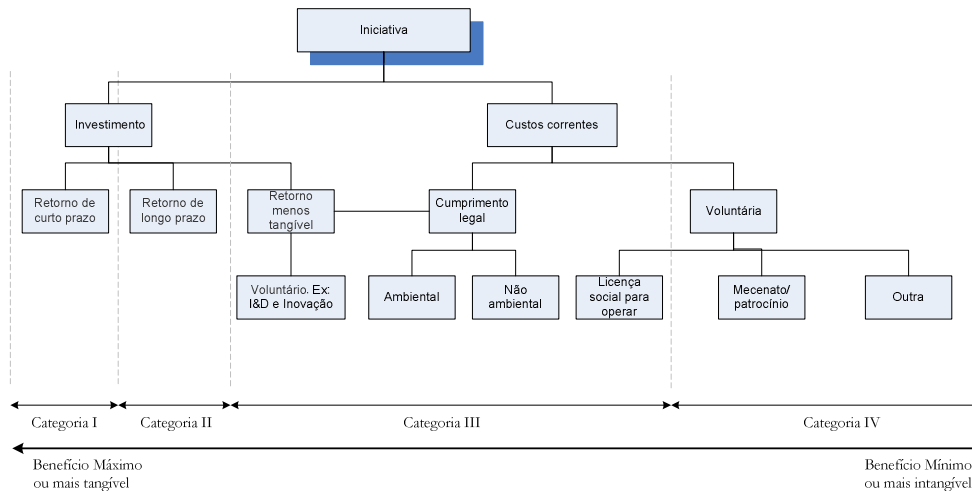 Iniciativa
Investimento
Custos correntes
Retorno de
curto prazo
Retorno de
longo prazo
Retorno
menos
tangível
Cumprimento
legal
Voluntária
Voluntário. Ex:
I&D e Inovação
Ambiental
Não
ambiental
Licença
social para
operar
Mecenato/
patrocínio
Outra
Categoria I
Categoria II
Categoria III
Categoria IV
Benefício Máximo
ou mais tangível
Benefício Mínimo
ou mais intangível